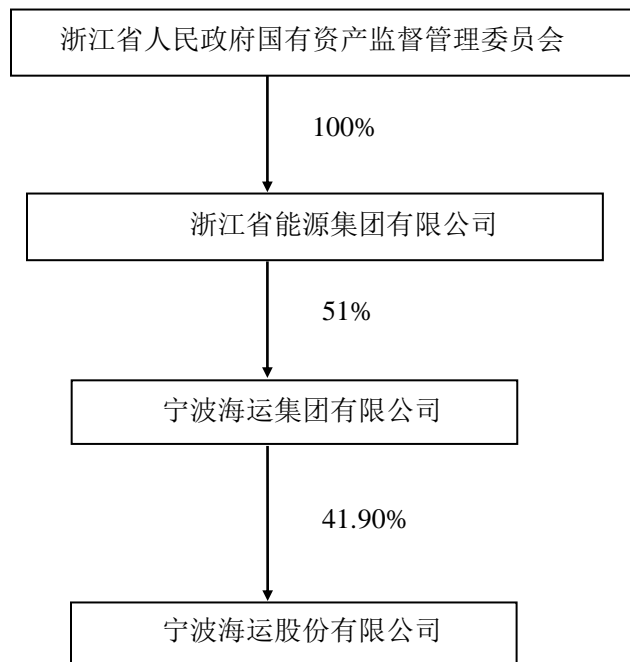 浙江省人民政府国有资产监督管理委员会
100%
浙江省能源集团有限公司
51%
宁波海运集团有限公司
41.90%
宁波海运股份有限公司